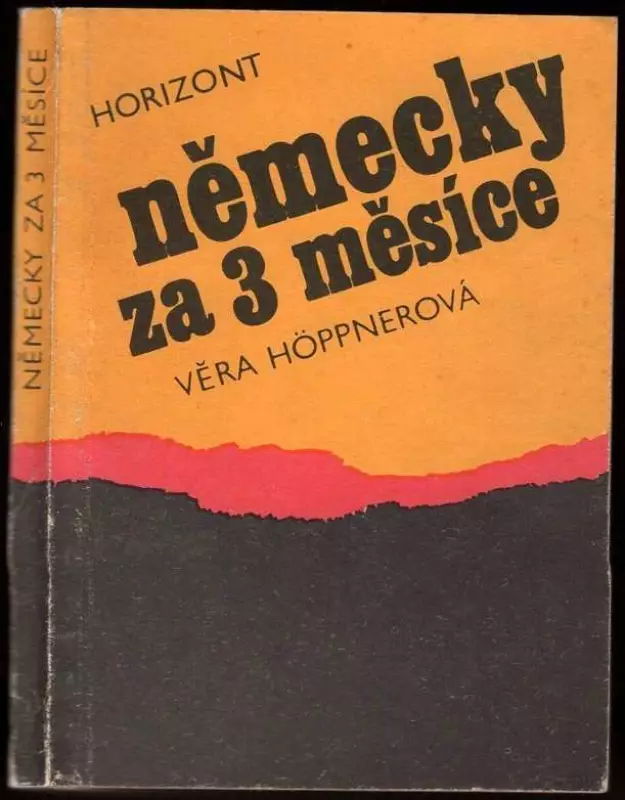 NĚMECKY ZA 3 MĚSÍCE
HORIZONT
německy
za 3 měsíce
VĚRA HÖPPNEROVÁ